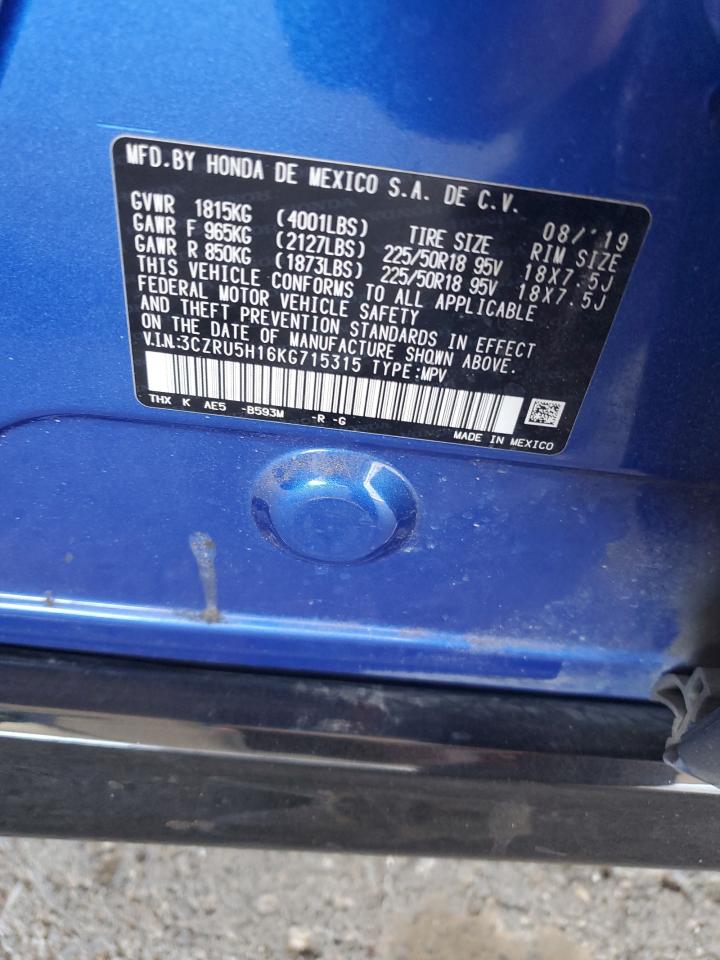 MFD.BY HONDA DE MEXICO S.A. DE C.V.
08/'19
GVWR 1815KG (4001LBS) TIRE SIZE RIM SIZE
GAWR F 965KG (2127LBS) 225/50R18 95V 18X7.5J
GAWR R 850KG (1873LBS) 225/50R18 95V 18X7.5J
THIS VEHICLE CONFORMS TO ALL APPLICABLE
FEDERAL MOTOR VEHICLE SAFETY
AND THEFT PREVENTION STANDARDS IN EFFECT
ON THE DATE OF MANUFACTURE SHOWN ABOVE.
V.I.N:3CZRU5H16KG715315 TYPE:MPV
THX K AE5 -B593M -R -G
MADE IN MEXICO